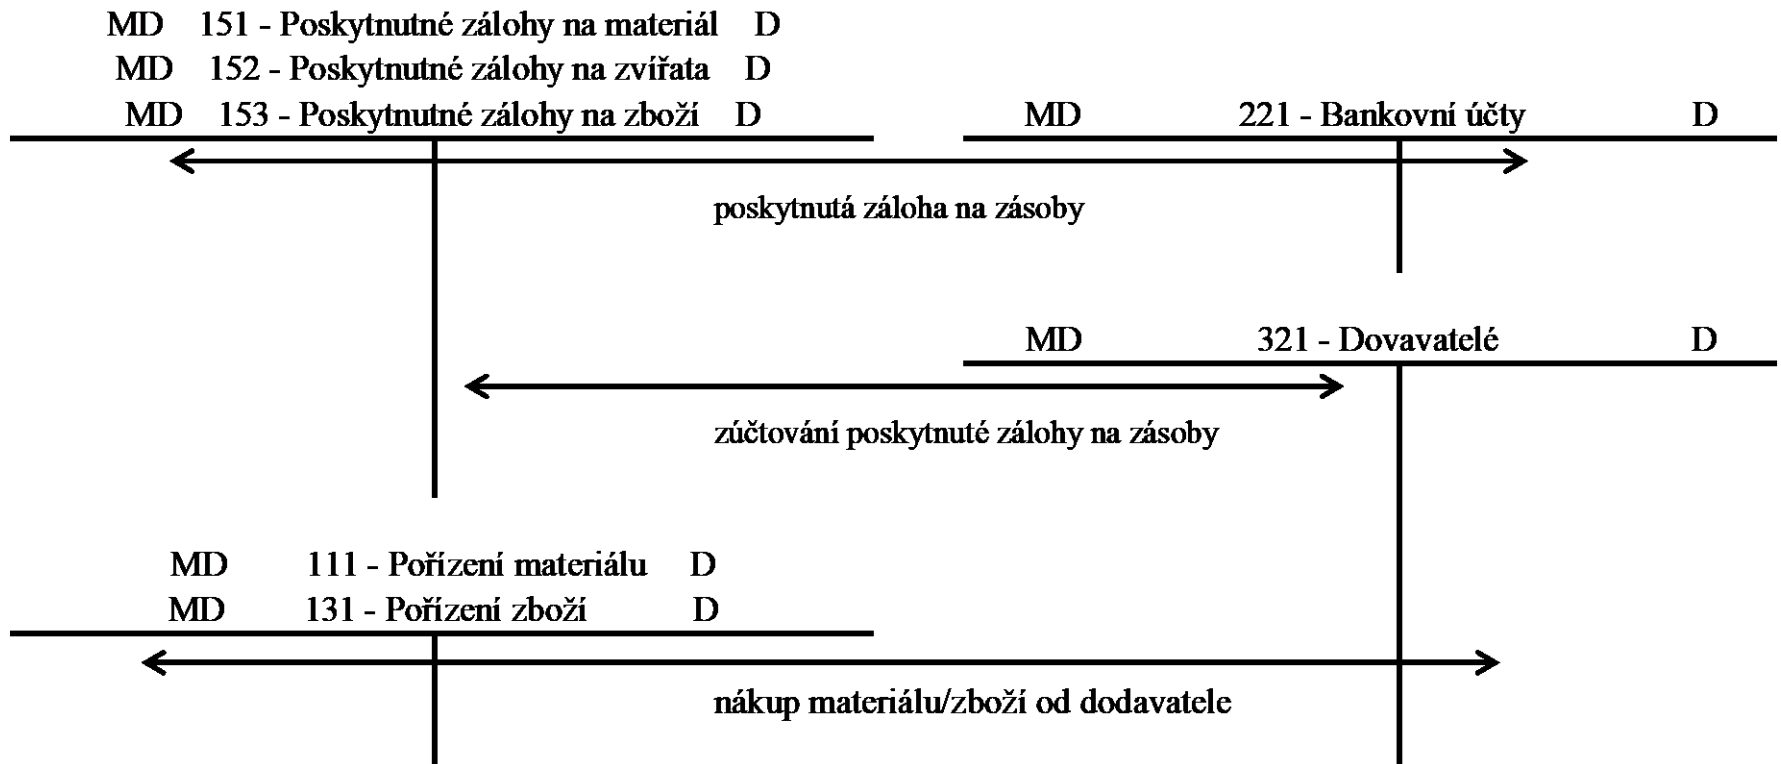 MD 151 - Poskytnutné zálohy na materiál D
MD 152 - Poskytnutné zálohy na zvířata D
MD 153 - Poskytnutné zálohy na zboží D
MD 221 - Bankovní účty D
poskytnutá záloha na zásoby
MD 321 - Dovavatelé D
zúčtování poskytnuté zálohy na zásoby
MD 111 - Pořízení materiálu D
MD 131 - Pořízení zboží D
nákup materiálu/zboží od dodavatele